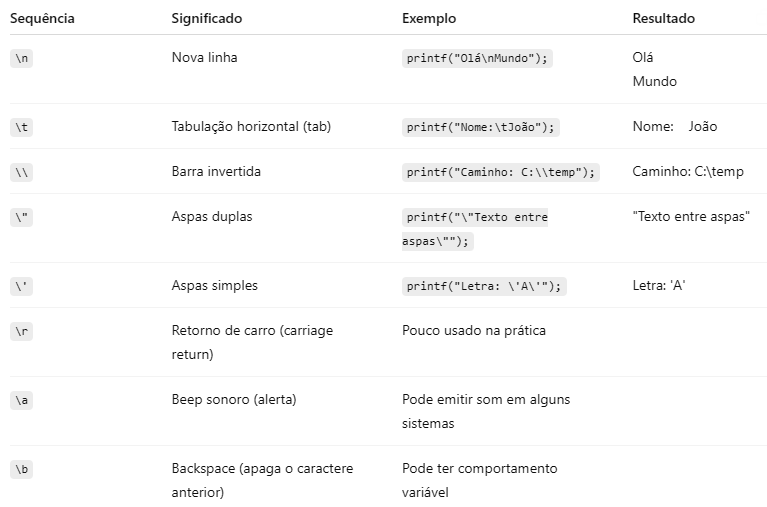 Sequência Significado Exemplo Resultado
\n Nova linha printf("Olá\nMundo"); Olá
Mundo
\t Tabulação horizontal (tab) printf("Nome:\tJoão"); Nome: João
\\ Barra invertida printf("Caminho: C:\\temp"); Caminho: C:\temp
\" Aspas duplas printf("\"Texto entre "Texto entre aspas"
aspas\"");
\' Aspas simples printf("Letra: \'A\'"); Letra: 'A'
\r Retorno de carro (carriage Pouco usado na prática
return)
\a Beep sonoro (alerta) Pode emitir som em alguns
sistemas
\b Backspace (apaga o caractere Pode ter comportamento
anterior) variável